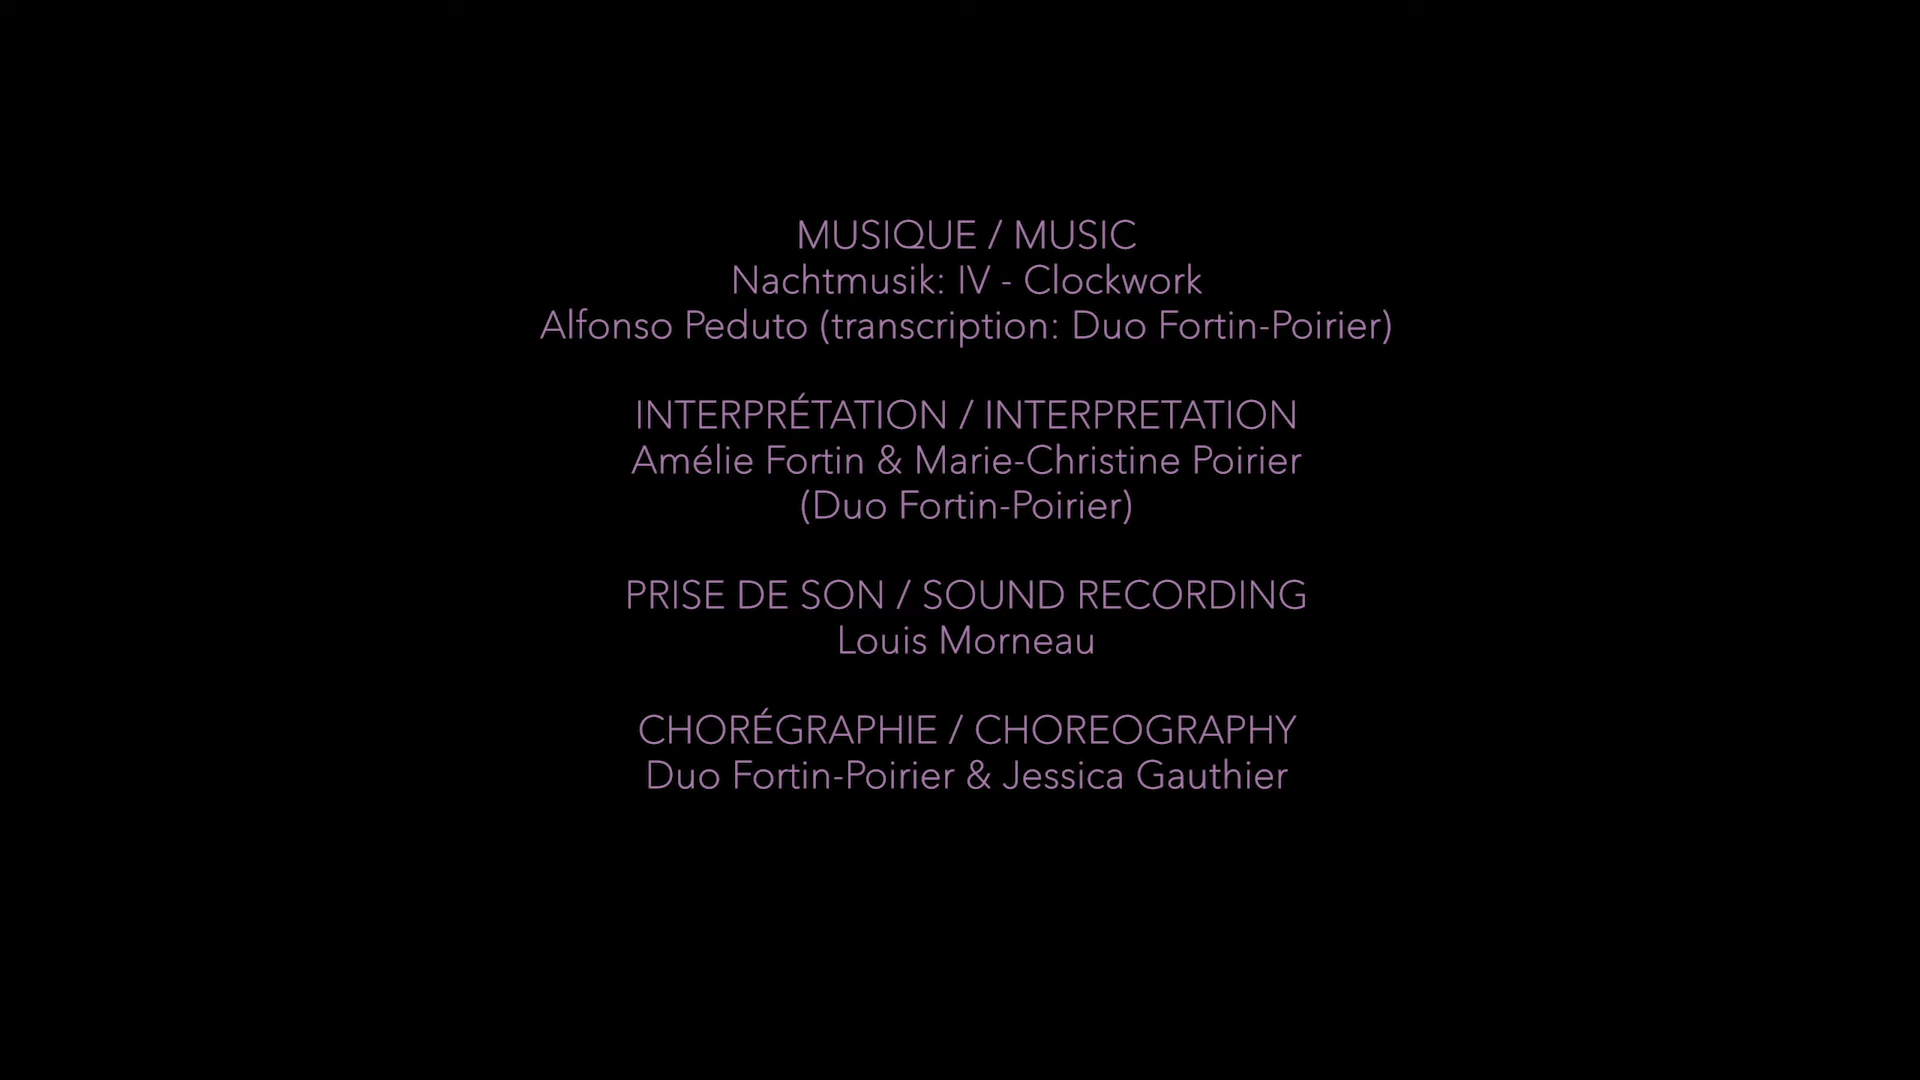 MUSIQUE / MUSIC
Nachtmusik: IV - Clockwork
Alfonso Peduto (transcription: Duo Fortin-Poirier)
INTERPRÉTATION / INTERPRETATION
Amélie Fortin & Marie-Christine Poirier
(Duo Fortin-Poirier)
PRISE DE SON / SOUND RECORDING
Louis Morneau
CHORÉGRAPHIE / CHOREOGRAPHY
Duo Fortin-Poirier & Jessica Gauthier